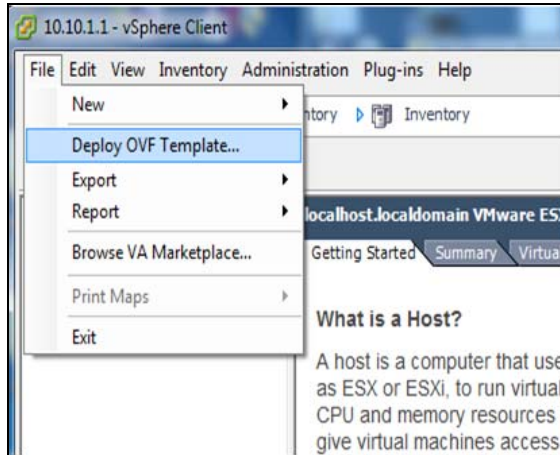 10.10.1.1 - vSphere Client
File Edit View Inventory Administration Plug-ins Help
New
Deploy OVF Template...
Export
Report
Browse VA Marketplace...
Print Maps
Exit
ntory Inventory
localhost.localdomain VMware ES
Getting Started Summary Virtua
What is a Host?
A host is a computer that use
as ESX or ESXi, to run virtual
CPU and memory resources
give virtual machines access